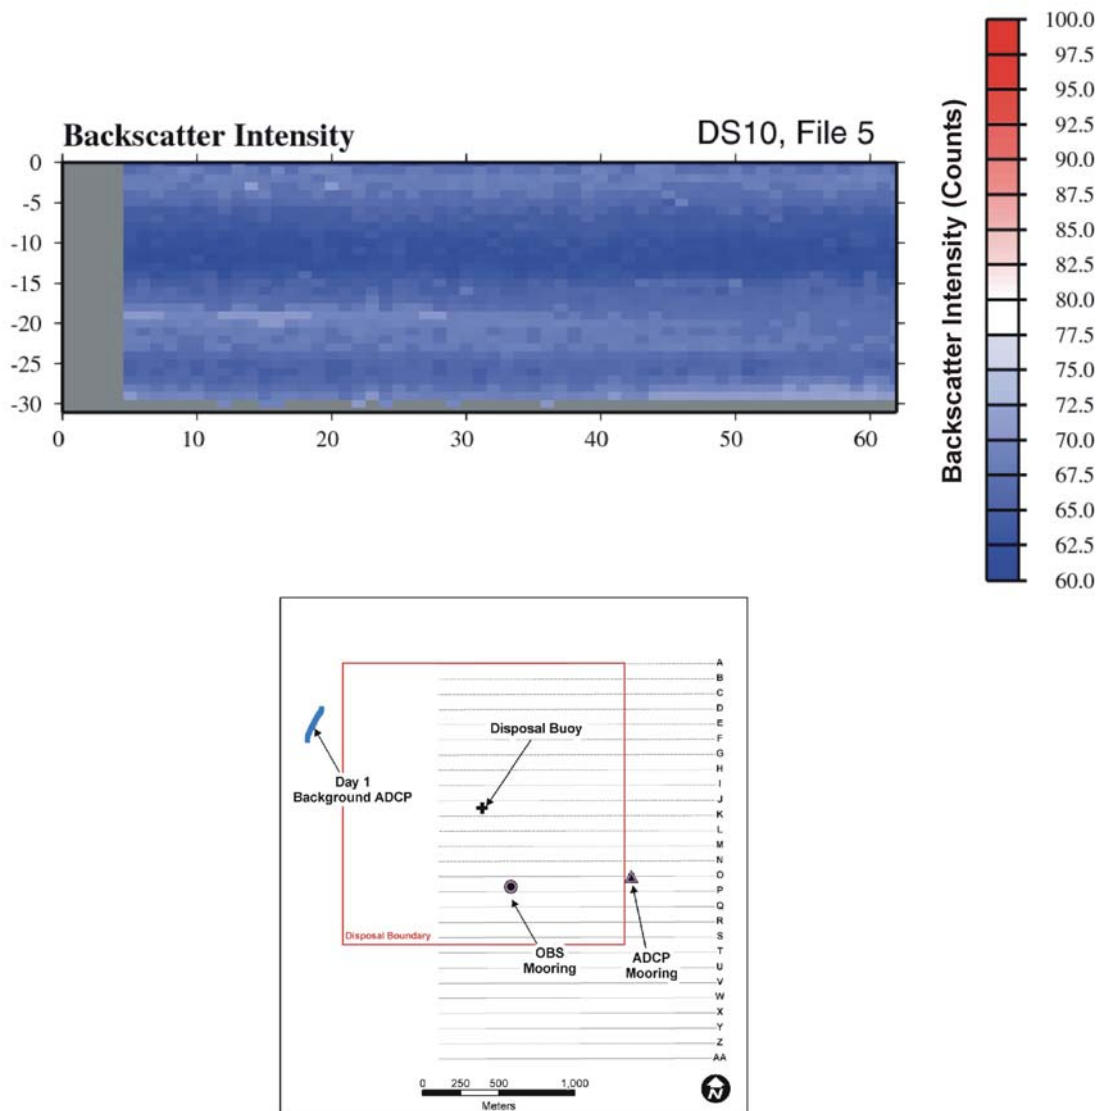 Backscatter Intensity
DS10, File 5
0
-5
-10
-15
-20
-25
-30
0
10
20
30
40
50
60
Backscatter Intensity (Counts)
100.0
97.5
95.0
92.5
90.0
87.5
85.0
82.5
80.0
77.5
75.0
72.5
70.0
67.5
65.0
62.5
60.0
A
B
C
D
E
F
G
H
I
J
K
L
M
N
O
P
Q
R
S
T
U
V
W
X
Y
Z
AA
Disposal Buoy
Day 1
Background ADCP
Disposal Boundary
OBS
Mooring
ADCP
Mooring
0 250 500 1,000
Meters
N